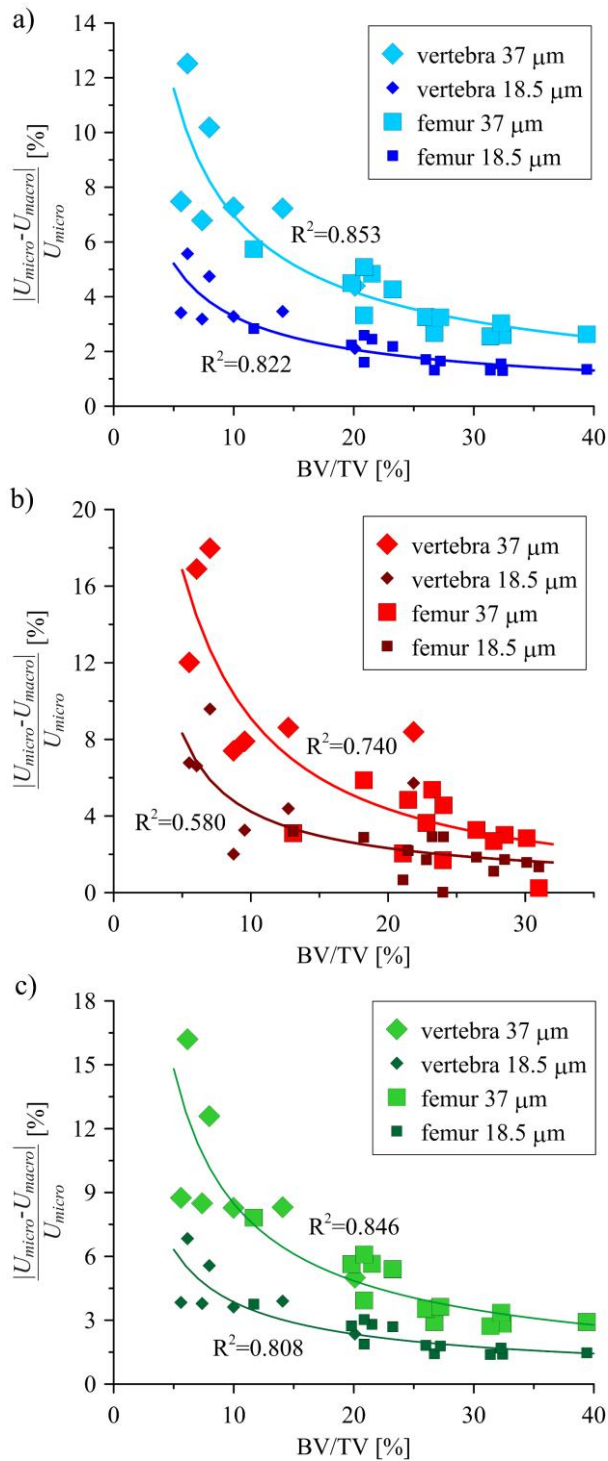 a)
14
12
10
8
6
4
2
0
|U_micro-U_macro| / U_micro [%]
vertebra 37 μm
vertebra 18.5 μm
femur 37 μm
femur 18.5 μm
R²=0.853
R²=0.822
0 10 20 30 40
BV/TV [%]
b)
20
16
12
8
4
0
|U_micro-U_macro| / U_micro [%]
vertebra 37 μm
vertebra 18.5 μm
femur 37 μm
femur 18.5 μm
R²=0.740
R²=0.580
0 10 20 30
BV/TV [%]
c)
18
15
12
9
6
3
0
|U_micro-U_macro| / U_micro [%]
vertebra 37 μm
vertebra 18.5 μm
femur 37 μm
femur 18.5 μm
R²=0.846
R²=0.808
0 10 20 30 40
BV/TV [%]